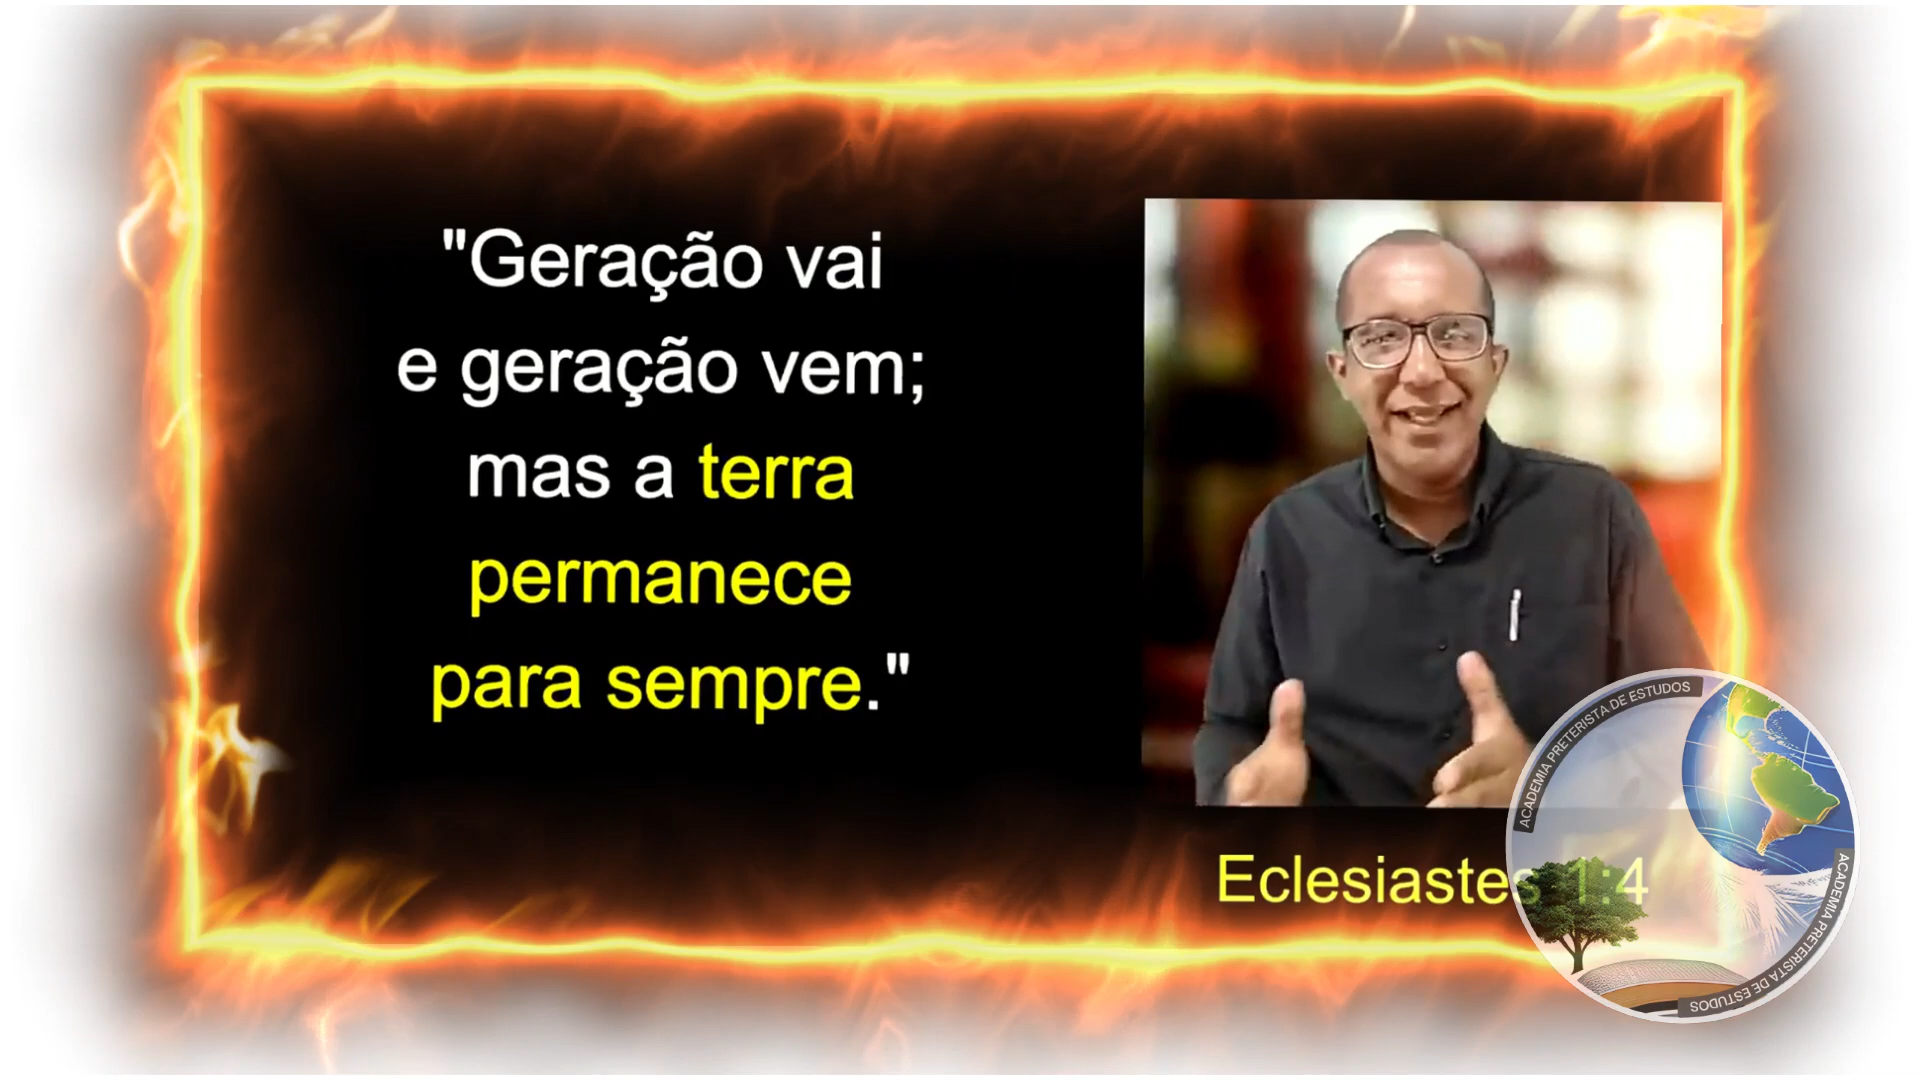 "Geração vai
e geração vem;
mas a terra
permanece
para sempre."
Eclesiastes 1:4
ACADEMIA PRETERISTA DE ESTUDOS
ACADEMIA PRETERISTA DE ESTUDOS